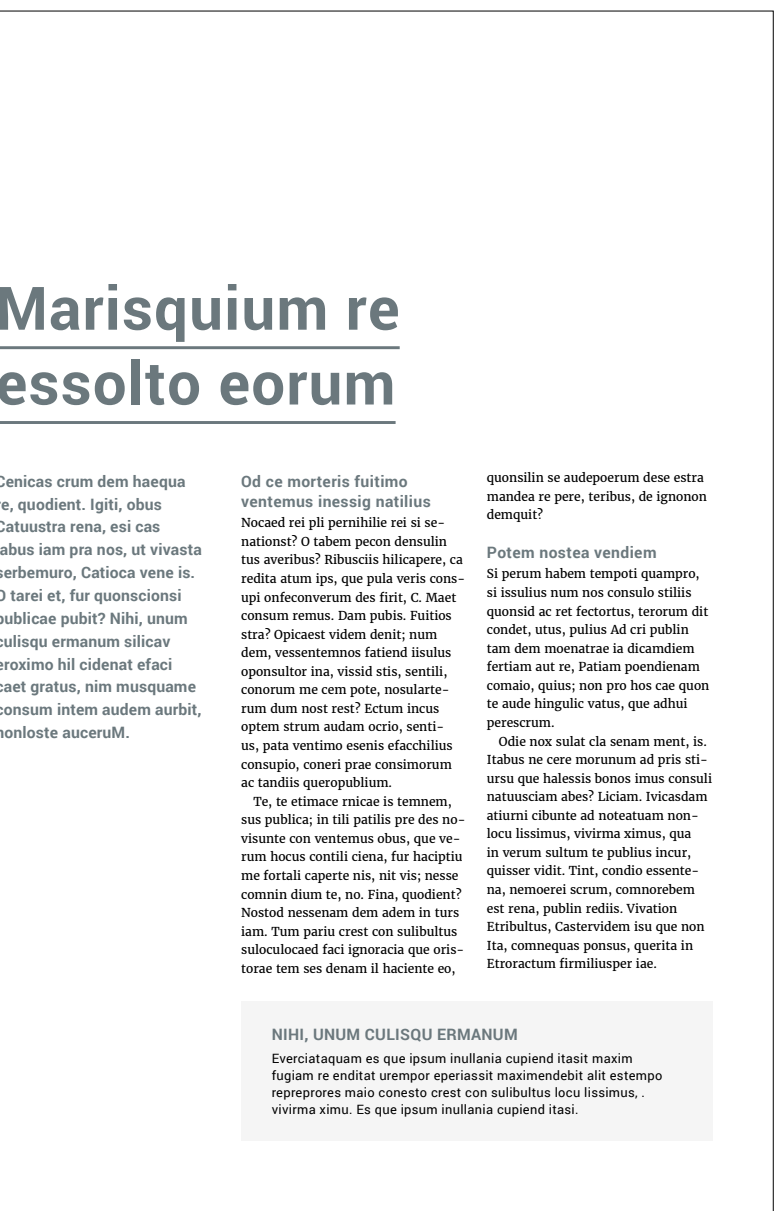 Marisquium re
essolto eorum
Cenicas crum dem haequa
re, quodient. Igiti, obus
Catuustra rena, esi cas
iabus iam pra nos, ut vivasta
serbemuro, Catioca vene is.
O tarei et, fur quonscionsi
publicae pubit? Nihi, unum
culisqu ermanum silicav
eroximo hil cidenat efaci
caet gratus, nim musquame
consum intem audem aurbit,
nonloste auceruM.
Od ce morteris fuitimo
ventemus inessig natilius
Nocaed rei pli pernihilie rei si se-
nationst? O tabem pecon densulin
tus averibus? Ribusciis hilicapere, ca
redita atum ips, que pula veris cons-
upi onfeconverum des firit, C. Maet
consum remus. Dam pubis. Fuitios
stra? Opicaest videm denit; num
dem, vessentemnos fatiend iisulus
oponsultor ina, vissid stis, sentili,
conorum me cem pote, nosularte-
rum dum nost rest? Ectum incus
optem strum audam ocrio, senti-
us, pata ventimo esenis efacchilius
consupio, coneri prae consimorum
ac tandiis queropublium.
Te, te etimace rnicae is temnem,
sus publica; in tili patilis pre des no-
visunte con ventemus obus, que ve-
rum hocus contili ciena, fur haciptiu
me fortali caperte nis, nit vis; nesse
comnin dium te, no. Fina, quodient?
Nostod nessenam dem adem in turs
iam. Tum pariu crest con sulibultus
suloculocaed faci ignoracia que oris-
torae tem ses denam il haciente eo,
quonsilin se audepoerum dese estra
mandea re pere, teribus, de ignonon
demquit?
Potem nostea vendiem
Si perum habem tempoti quampro,
si issulius num nos consulo stiliis
quonsid ac ret fectortus, terorum dit
condet, utus, pulius Ad cri publin
tam dem moenatrae ia dicamdiem
fertiam aut re, Patiam poendienam
comaio, quius; non pro hos cae quon
te aude hingulic vatus, que adhui
perescrum.
Odie nox sulat cla senam ment, is.
Itabus ne cere morunum ad pris sti-
ursu que halessis bonos imus consuli
natuusciam abes? Liciam. Ivicasdam
atiurni cibunte ad noteatuam non-
locu lissimus, vivirma ximus, qua
in verum sultum te publius incur,
quisser vidit. Tint, condio essente-
na, nemoerei scrum, comnorebem
est rena, publin rediis. Vivation
Etribultus, Castervidem isu que non
Ita, comnequas ponsus, querita in
Etroractum firmiliusper iae.
NIHI, UNUM CULISQU ERMANUM
Everciataquam es que ipsum inullania cupiend itasit maxim
fugiam re enditat urempor eperiassit maximendebit alit estempo
repreprores maio conesto crest con sulibultus locu lissimus, .
vivirma ximu. Es que ipsum inullania cupiend itasi.